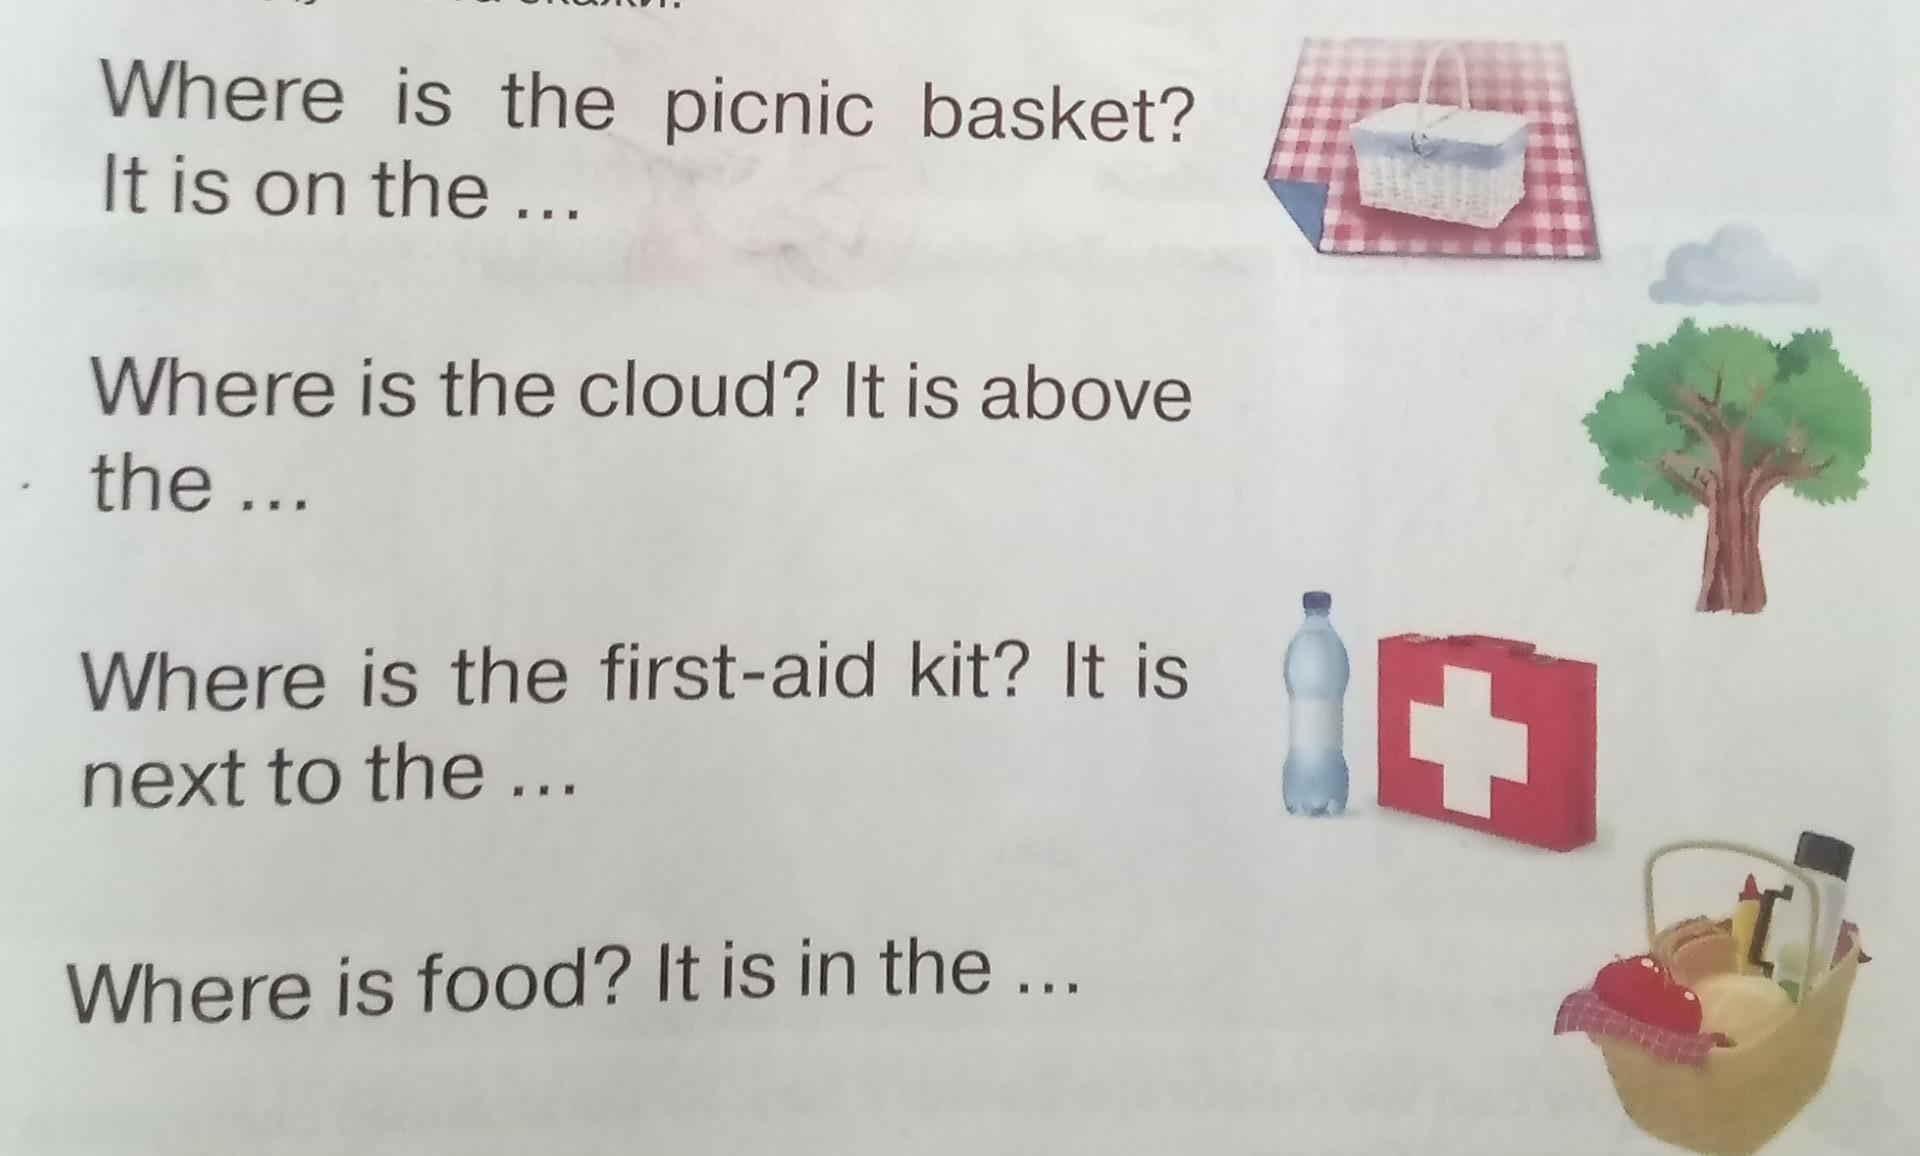 Where is the picnic basket?
It is on the ...
Where is the cloud? It is above
the ...
Where is the first-aid kit? It is
next to the ...
Where is food? It is in the ...